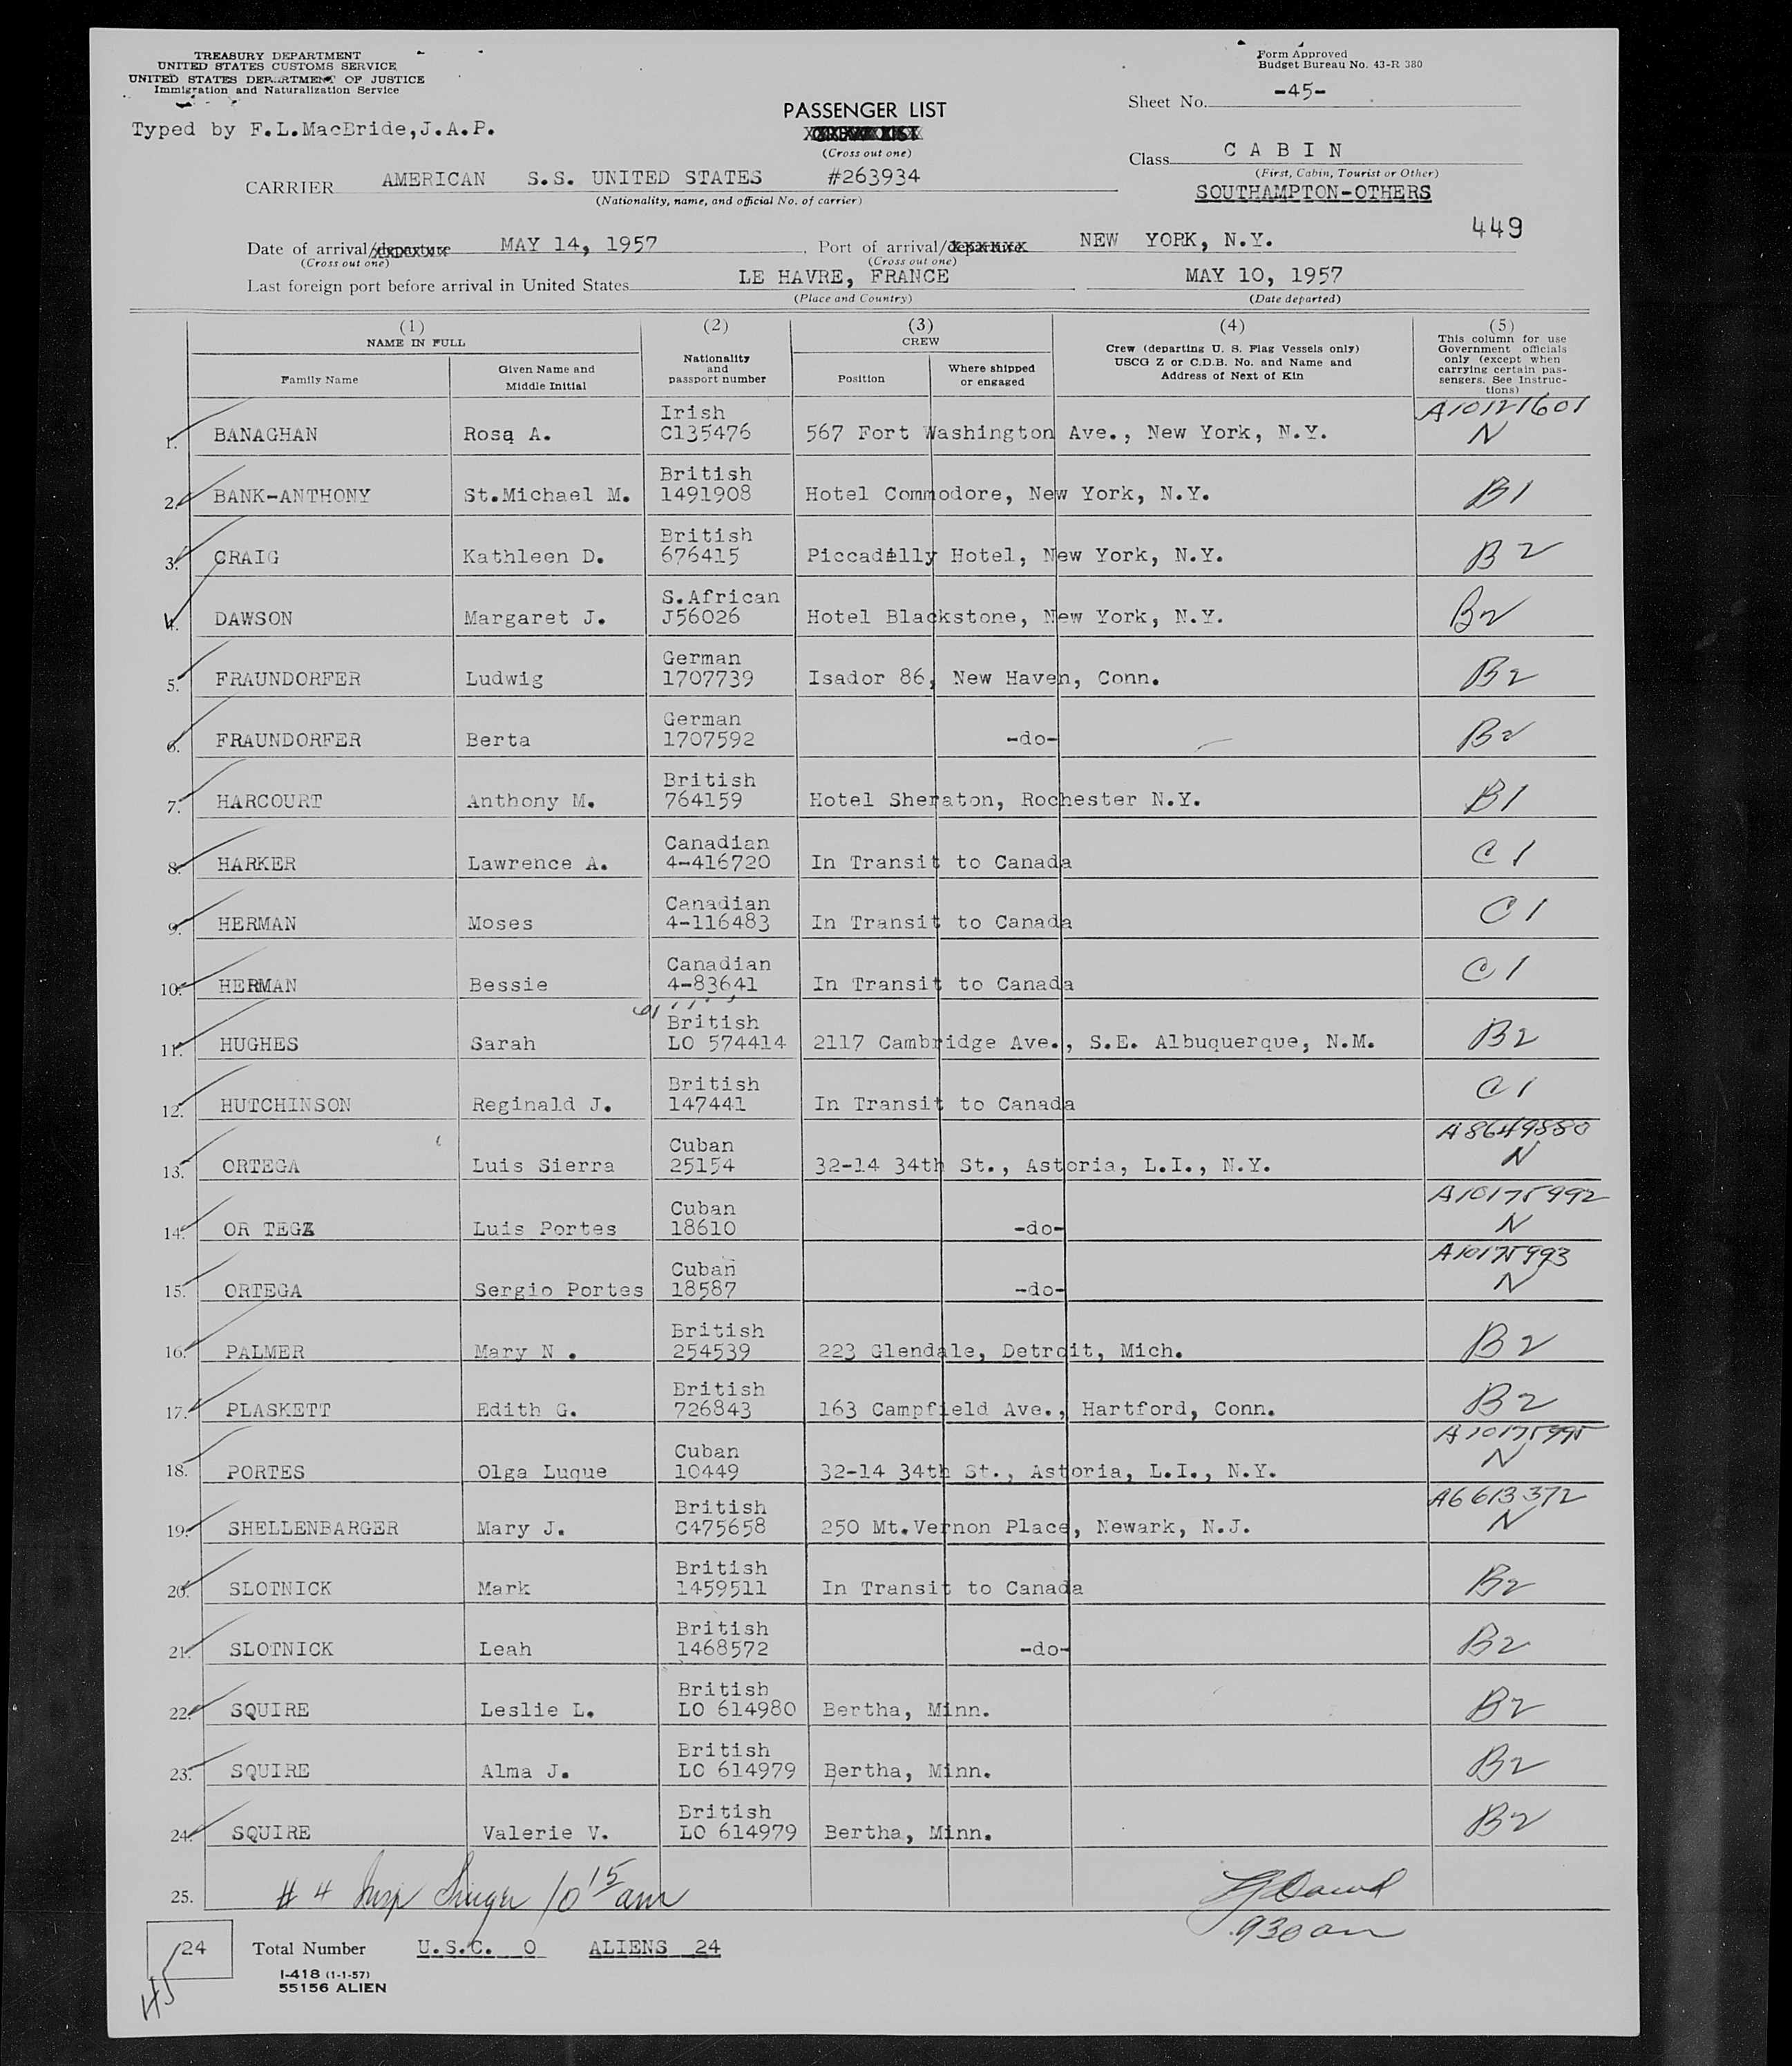 TREASURY DEPARTMENT
UNITED STATES CUSTOMS SERVICE
UNITED STATES DEPARTMENT OF JUSTICE
Immigration and Naturalization Service
Form Approved
Budget Bureau No. 43-R 380
Typed by F.L.MacBride,J.A.P.
PASSENGER LIST
(Cross out one)
Sheet No. -45-
Class CABIN
(First, Cabin, Tourist or Other)
SOUTHAMPTON-OTHERS
CARRIER AMERICAN S.S. UNITED STATES #263934
(Nationality, name, and official No. of carrier)
449
Date of arrival/departure MAY 14, 1957 Port of arrival/departure NEW YORK, N.Y.
(Cross out one) (Cross out one)
Last foreign port before arrival in United States LE HAVRE, FRANCE MAY 10, 1957
(Place and Country) (Date departed)
(1) NAME IN FULL
Family Name
Given Name and Middle Initial
(2) Nationality and passport number
(3) CREW
Position
Where shipped or engaged
(4) Crew (departing U. S. Flag Vessels only) USCG Z or C.D.B. No. and Name and Address of Next of Kin
(5) This column for use Government officials only (except when carrying certain passengers. See Instructions)
1. BANAGHAN Rosa A. Irish C135476 567 Fort Washington Ave., New York, N.Y. A10121601 N
2. BANK-ANTHONY St.Michael M. British 1491908 Hotel Commodore, New York, N.Y. B1
3. CRAIG Kathleen D. British 676415 Piccadilly Hotel, New York, N.Y. B2
4. DAWSON Margaret J. S.African J56026 Hotel Blackstone, New York, N.Y. B2
5. FRAUNDORFER Ludwig German 1707739 Isador 86, New Haven, Conn. B2
6. FRAUNDORFER Berta German 1707592 -do- B2
7. HARCOURT Anthony M. British 764159 Hotel Sheraton, Rochester N.Y. B1
8. HARKER Lawrence A. Canadian 4-416720 In Transit to Canada C1
9. HERMAN Moses Canadian 4-116483 In Transit to Canada C1
10. HERMAN Bessie Canadian 4-83641 In Transit to Canada C1
11. HUGHES Sarah British LO 574414 2117 Cambridge Ave., S.E. Albuquerque, N.M. B2
12. HUTCHINSON Reginald J. British 147441 In Transit to Canada C1
13. ORTEGA Luis Sierra Cuban 25154 32-14 34th St., Astoria, L.I., N.Y. A8649880 N
14. OR TEGA Luis Portes Cuban 18610 -do- A10175992 N
15. ORTEGA Sergio Portes Cuban 18587 -do- A10175993 N
16. PALMER Mary N . British 254539 223 Glendale, Detroit, Mich. B2
17. PLASKETT Edith G. British 726843 163 Campfield Ave., Hartford, Conn. B2
18. PORTES Olga Luque Cuban 10449 32-14 34th St., Astoria, L.I., N.Y. A10175995 N
19. SHELLENBARGER Mary J. British C475658 250 Mt.Vernon Place, Newark, N.J. A6613372 N
20. SLOTNICK Mark British 1459511 In Transit to Canada B2
21. SLOTNICK Leah British 1468572 -do- B2
22. SQUIRE Leslie L. British LO 614980 Bertha, Minn. B2
23. SQUIRE Alma J. British LO 614979 Bertha, Minn. B2
24. SQUIRE Valerie V. British LO 614979 Bertha, Minn. B2
25. # 4 10 15 am
930 am
24 Total Number U.S.C. 0 ALIENS 24
I-418 (1-1-57)
55156 ALIEN
45